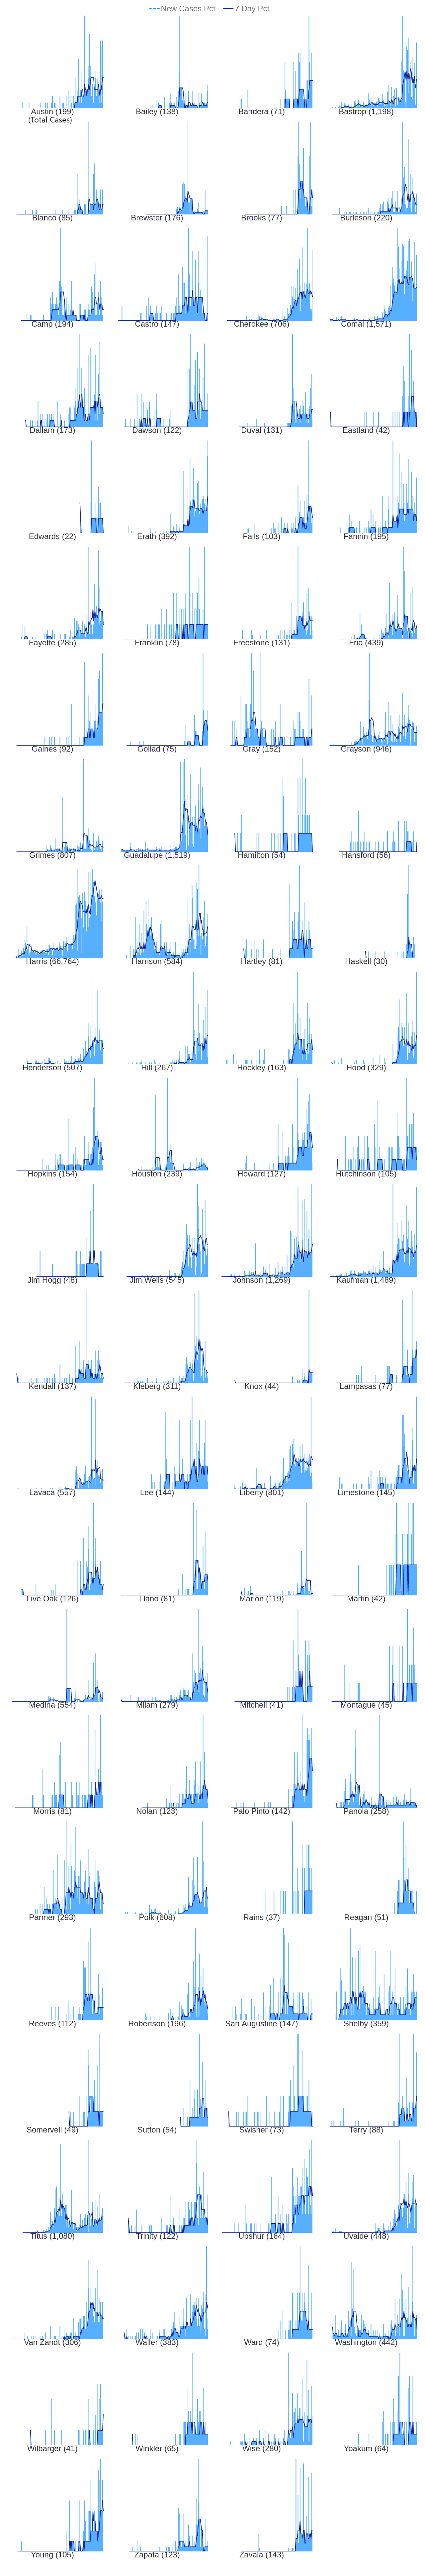 New Cases Pct 7 Day Pct
Austin (199) Bailey (138) Bandera (71) Bastrop (1,198)
(Total Cases)
Blanco (85) Brewster (176) Brooks (77) Burleson (220)
Camp (194) Castro (147) Cherokee (706) Comal (1,571)
Dallam (173) Dawson (122) Duval (131) Eastland (42)
Edwards (22) Erath (392) Falls (103) Fannin (195)
Fayette (285) Franklin (78) Freestone (131) Frio (439)
Gaines (92) Goliad (75) Gray (152) Grayson (946)
Grimes (807) Guadalupe (1,519) Hamilton (54) Hansford (56)
Harris (66,764) Harrison (584) Hartley (81) Haskell (30)
Henderson (507) Hill (267) Hockley (163) Hood (329)
Hopkins (154) Houston (239) Howard (127) Hutchinson (105)
Jim Hogg (48) Jim Wells (545) Johnson (1,269) Kaufman (1,489)
Kendall (137) Kleberg (311) Knox (44) Lampasas (77)
Lavaca (557) Lee (144) Liberty (801) Limestone (145)
Live Oak (126) Llano (81) Marion (119) Martin (42)
Medina (554) Milam (279) Mitchell (41) Montague (45)
Morris (81) Nolan (123) Palo Pinto (142) Panola (258)
Parmer (293) Polk (608) Rains (37) Reagan (51)
Reeves (112) Robertson (196) San Augustine (147) Shelby (359)
Somervell (49) Sutton (54) Swisher (73) Terry (88)
Titus (1,080) Trinity (122) Upshur (164) Uvalde (448)
Van Zandt (306) Waller (383) Ward (74) Washington (442)
Wilbarger (41) Winkler (65) Wise (280) Yoakum (64)
Young (105) Zapata (123) Zavala (143)